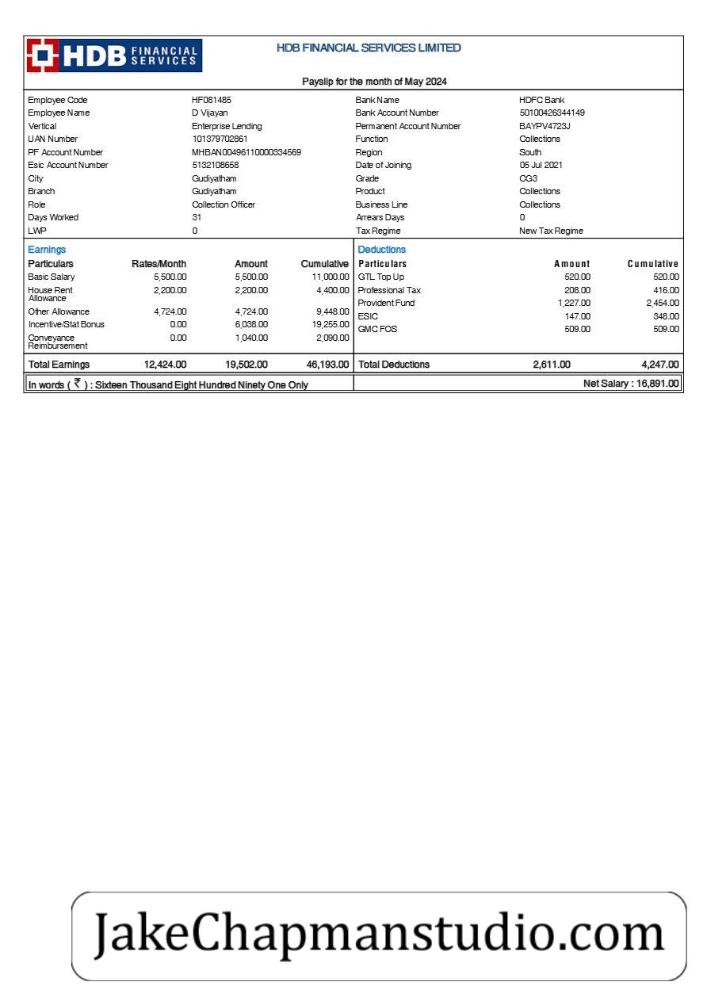 HDB FINANCIAL SERVICES
HDB FINANCIAL SERVICES LIMITED
Payslip for the month of May 2024
Employee Code HF081485 Bank Name HDFC Bank
Employee Name D Vijayan Bank Account Number 50100426344149
Vertical Enterprise Lending Permanent Account Number BAYPV4723J
UAN Number 101379702861 Function Collections
PF Account Number MHBAN00496110000334569 Region South
Esic Account Number 5132108658 Date of Joining 05 Jul 2021
City Gudiyatham Grade CG3
Branch Gudiyatham Product Collections
Role Collection Officer Business Line Collections
Days Worked 31 Arrears Days 0
LWP 0 Tax Regime New Tax Regime
Earnings Deductions
Particulars Rates/Month Amount Cumulative Particulars Amount Cumulative
Basic Salary 5,500.00 5,500.00 11,000.00 GTL Top Up 520.00 520.00
House Rent Allowance 2,200.00 2,200.00 4,400.00 Professional Tax 208.00 416.00
Provident Fund 1,227.00 2,454.00
Other Allowance 4,724.00 4,724.00 9,448.00 ESIC 147.00 348.00
Incentive/Stat Bonus 0.00 6,038.00 19,255.00 GMC FOS 509.00 509.00
Conveyance Reimbursement 0.00 1,040.00 2,090.00
Total Earnings 12,424.00 19,502.00 46,193.00 Total Deductions 2,611.00 4,247.00
In words ( ₹ ) : Sixteen Thousand Eight Hundred Ninety One Only Net Salary : 16,891.00
JakeChapmanstudio.com